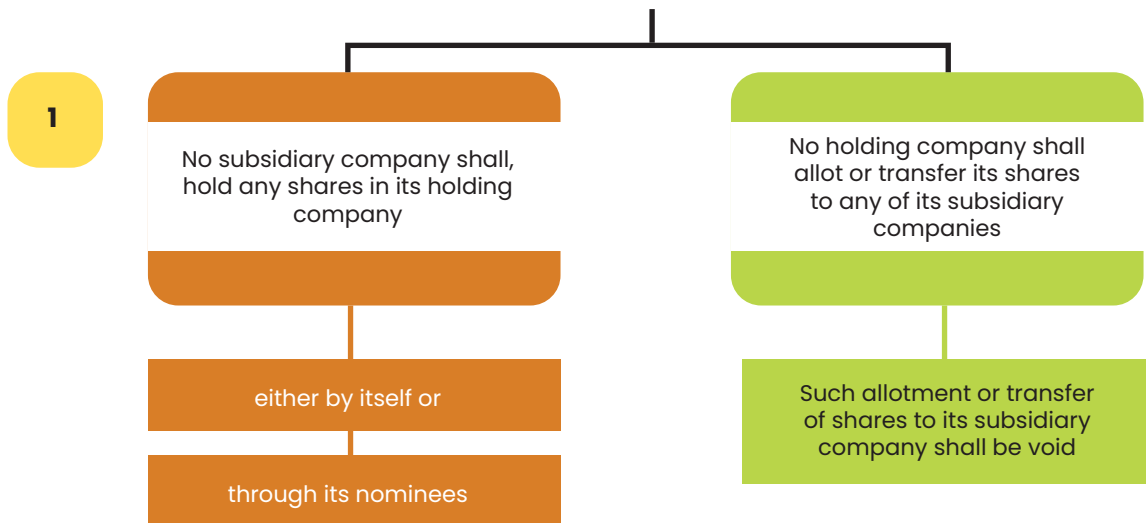 1
No subsidiary company shall,
hold any shares in its holding
company
either by itself or
through its nominees
No holding company shall
allot or transfer its shares
to any of its subsidiary
companies
Such allotment or transfer
of shares to its subsidiary
company shall be void